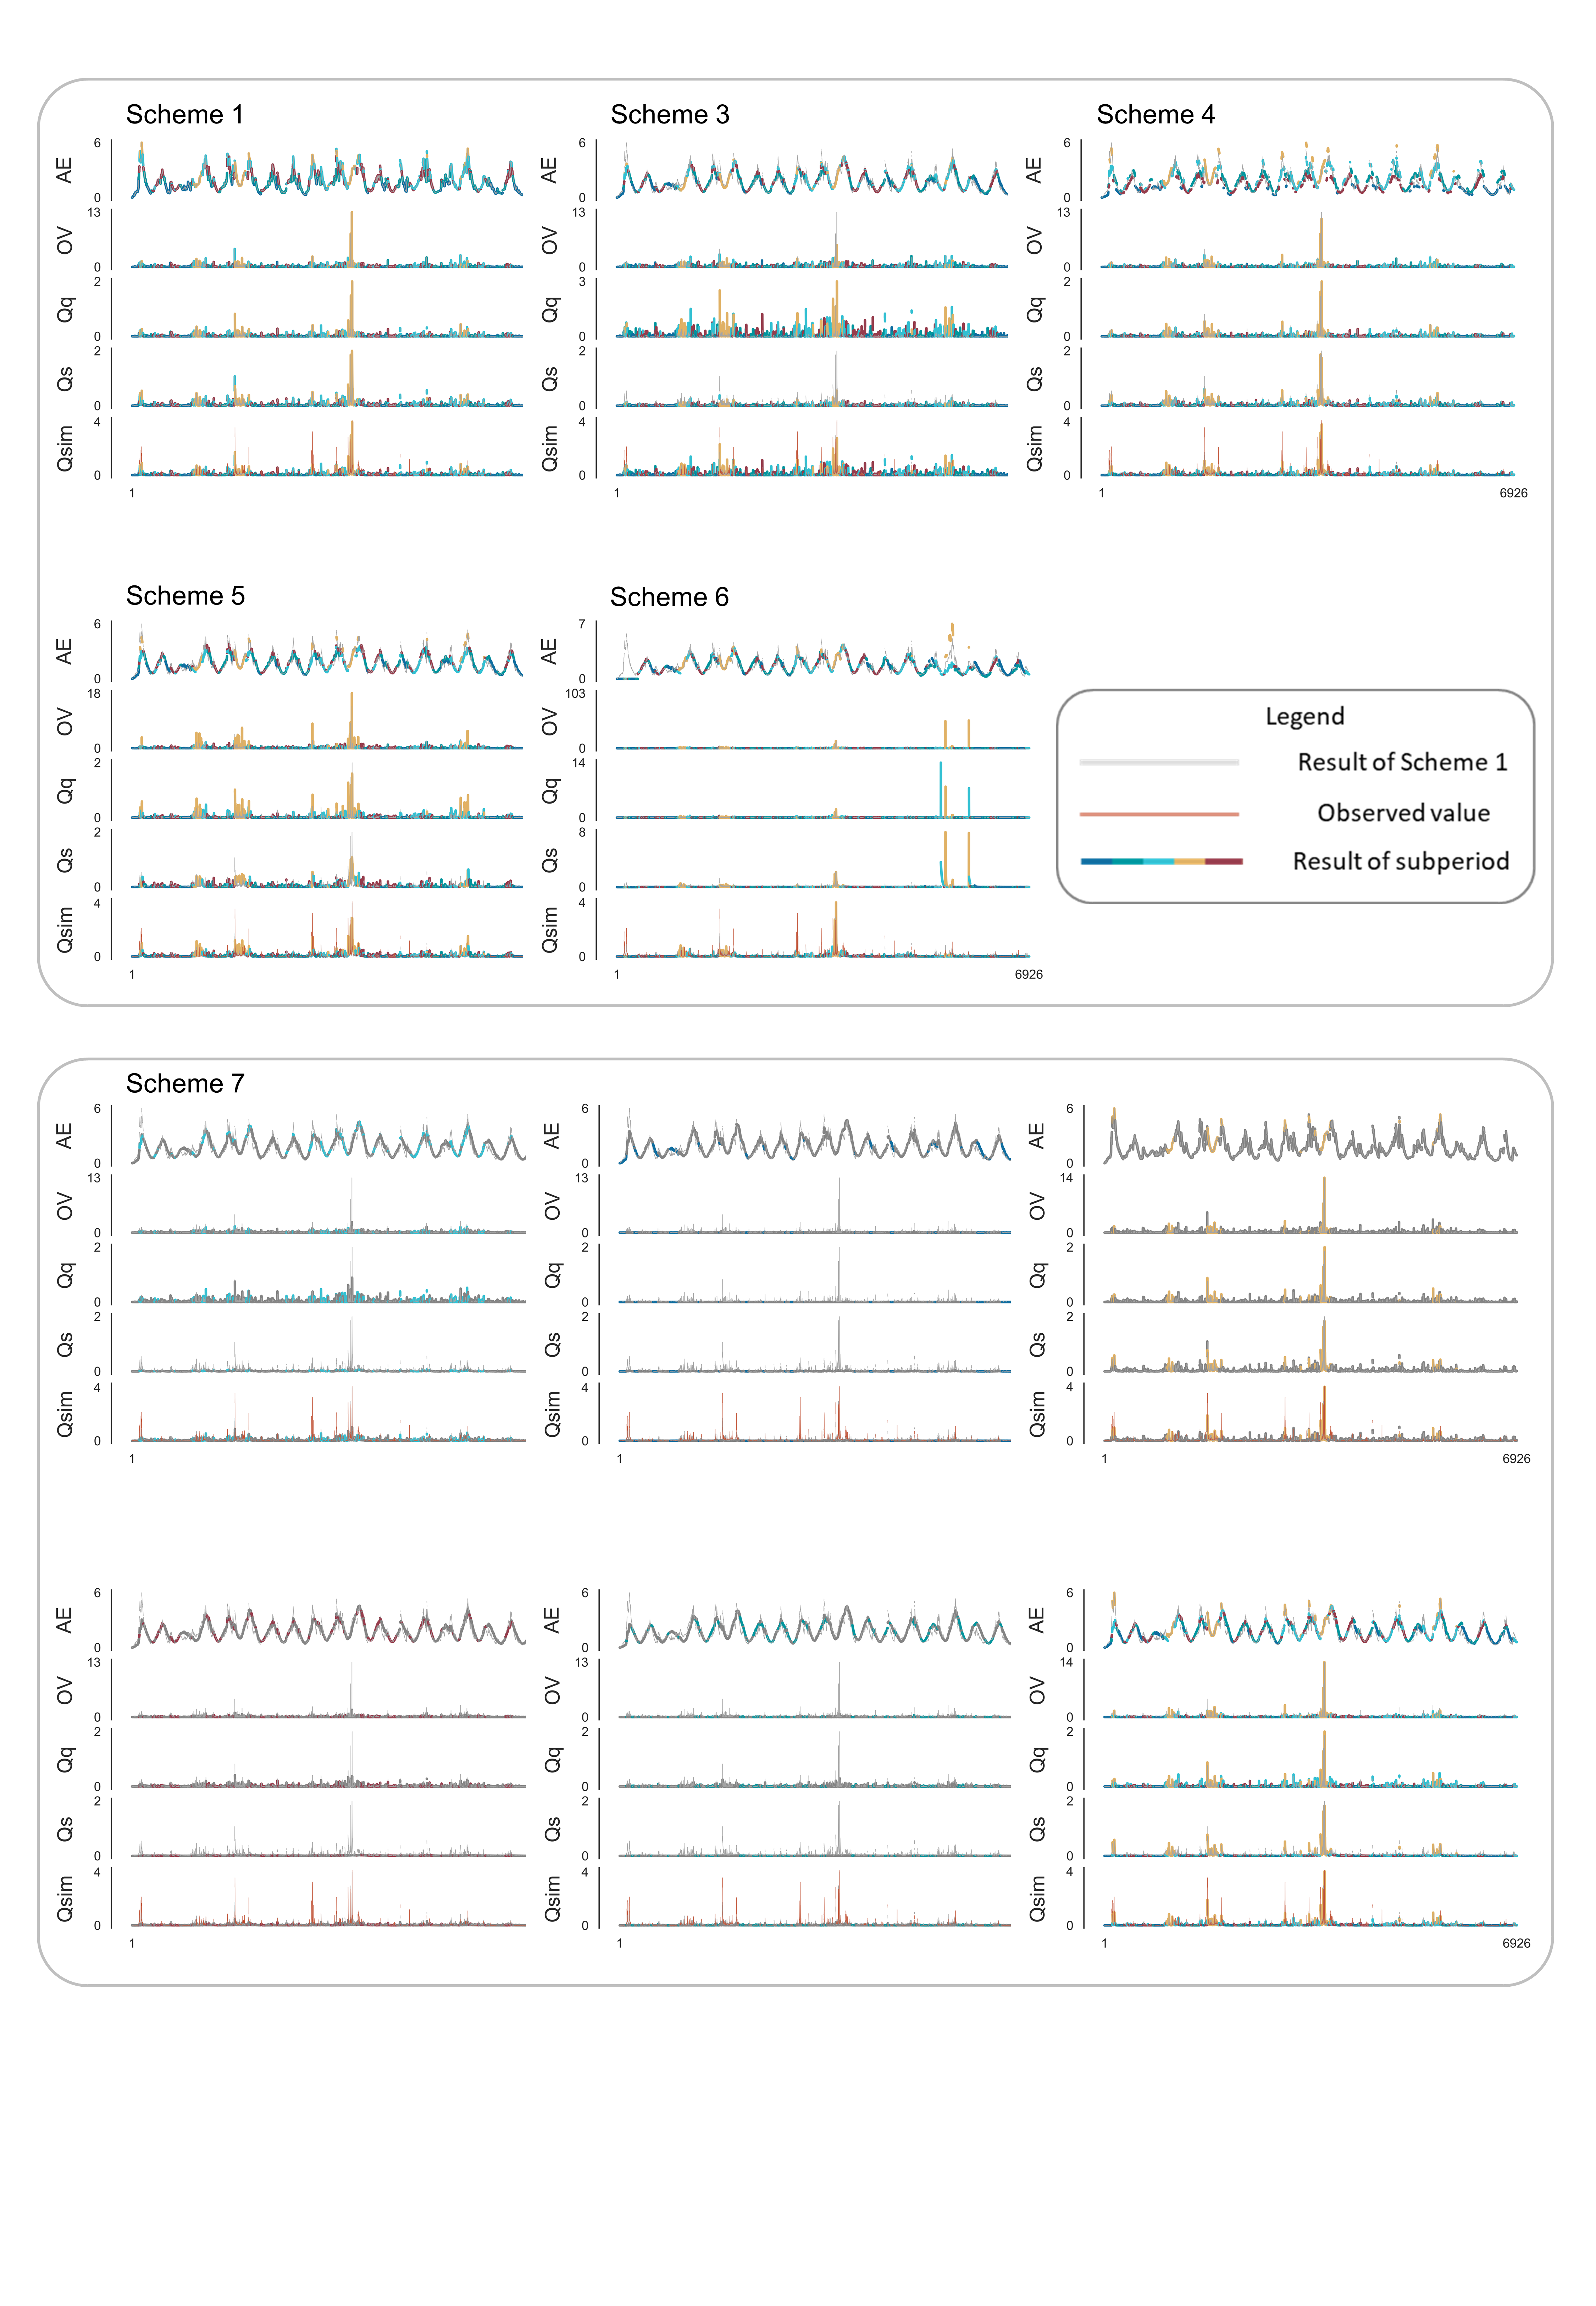 Scheme 1
AE
6
0
OV
13
0
Qq
2
0
Qs
2
0
Qsim
4
0
1
Scheme 3
AE
6
0
OV
13
0
Qq
3
0
Qs
2
0
Qsim
4
0
1
Scheme 4
AE
6
0
OV
13
0
Qq
2
0
Qs
2
0
Qsim
4
0
1
6926
Scheme 5
AE
6
0
OV
18
0
Qq
2
0
Qs
2
0
Qsim
4
0
1
Scheme 6
AE
7
0
OV
103
0
Qq
14
0
Qs
8
0
Qsim
4
0
1
6926
Legend
Result of Scheme 1
Observed value
Result of subperiod
Scheme 7
AE
6
0
OV
13
0
Qq
2
0
Qs
2
0
Qsim
4
0
1
AE
6
0
OV
13
0
Qq
2
0
Qs
2
0
Qsim
4
0
1
AE
6
0
OV
14
0
Qq
2
0
Qs
2
0
Qsim
4
0
1
6926
AE
6
0
OV
13
0
Qq
2
0
Qs
2
0
Qsim
4
0
1
AE
6
0
OV
13
0
Qq
2
0
Qs
2
0
Qsim
4
0
1
AE
6
0
OV
14
0
Qq
2
0
Qs
2
0
Qsim
4
0
1
6926